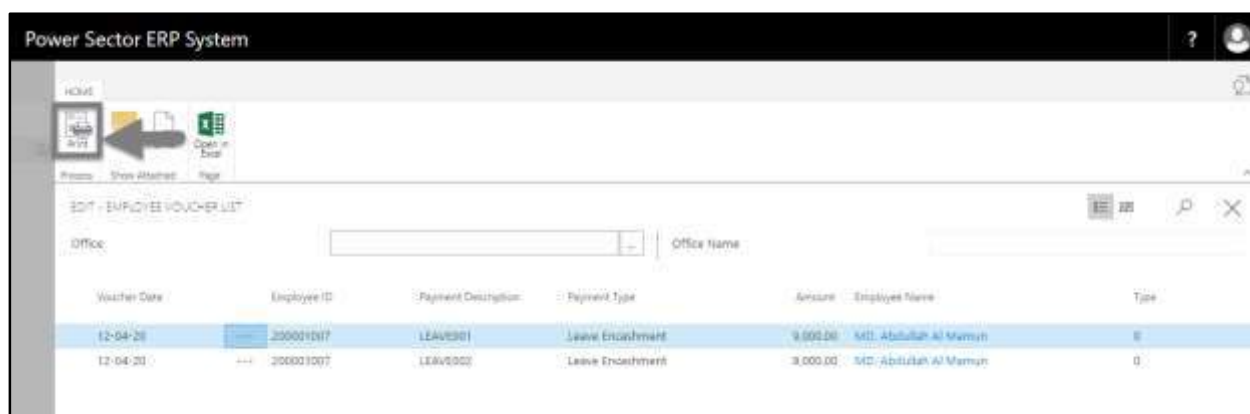 Power Sector ERP System ?
HOME
Print Open in
Excel
Process Show Attached Page
EDIT - EMPLOYEE VOUCHER LIST
Office ... Office Name
Voucher Date Employee ID Payment Description Payment Type Amount Employee Name Type
12-04-20 ... 200001007 LEAVE001 Leave Encashment 9,000.00 MD. Abdullah Al Mamun 0
12-04-20 ... 200001007 LEAVE002 Leave Encashment 9,000.00 MD. Abdullah Al Mamun 0